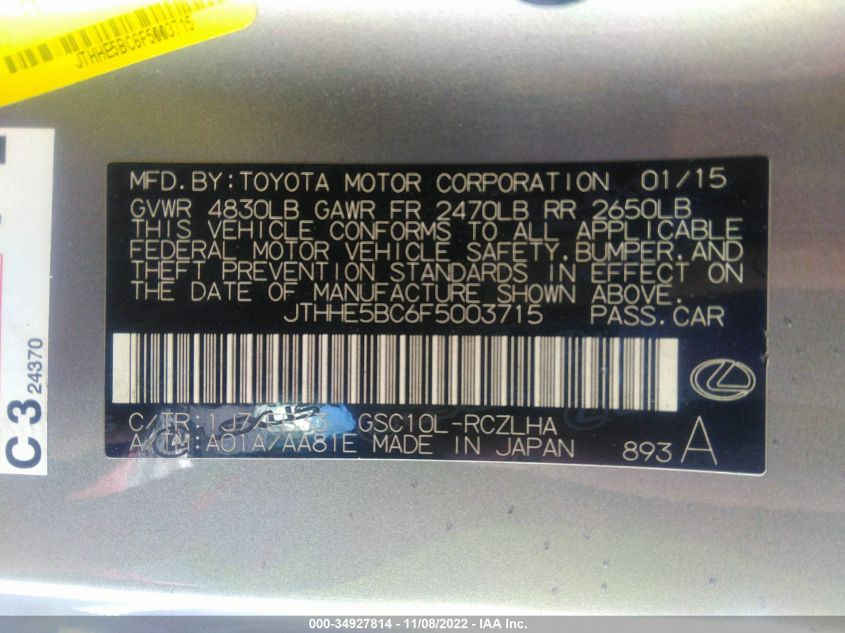 JTHHE5BC6F5003715
C3 24370
MFD.BY:TOYOTA MOTOR CORPORATION 01/15
GVWR 4830LB GAWR FR 2470LB RR 2650LB
THIS VEHICLE CONFORMS TO ALL APPLICABLE
FEDERAL MOTOR VEHICLE SAFETY.BUMPER.AND
THEFT PREVENTION STANDARDS IN EFFECT ON
THE DATE OF MANUFACTURE SHOWN ABOVE.
JTHHE5BC6F5003715 PASS.CAR
C/TR: GSC10L-RCZLHA
A/TM:A01A/AA81E MADE IN JAPAN 893 A
000-34927814 - 11/08/2022 - IAA Inc.